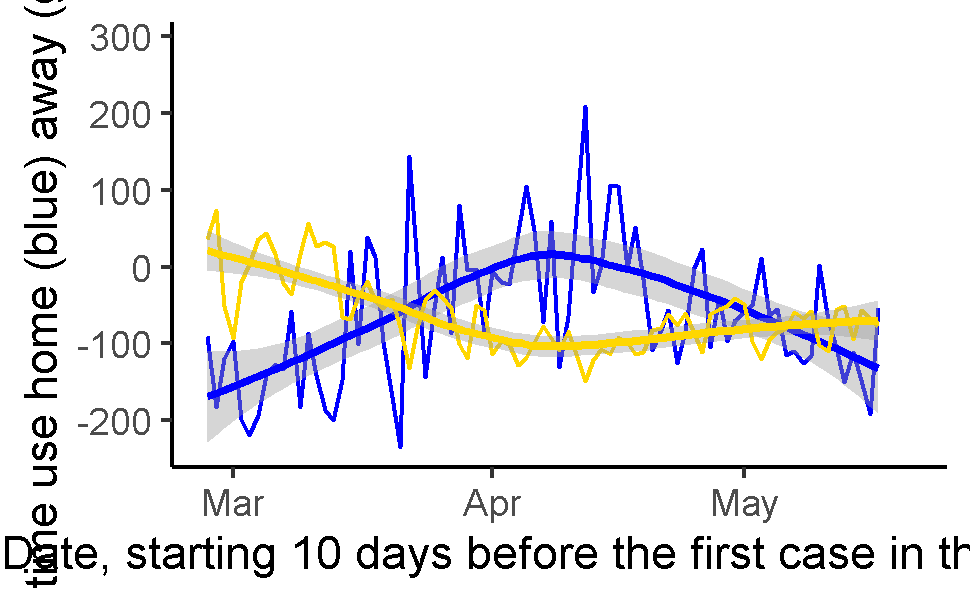 time use home (blue) away (
300
200
100
0
-100
-200
Mar
Apr
May
Date, starting 10 days before the first case in th